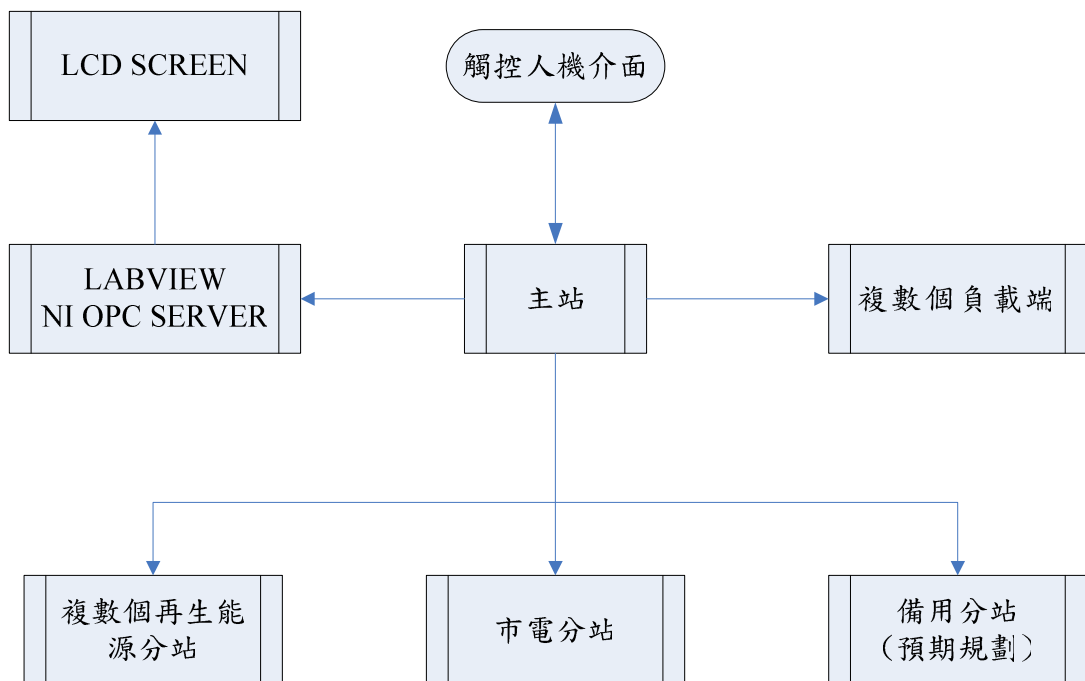 LCD SCREEN
觸控人機介面
LABVIEW
NI OPC SERVER
主站
複數個負載端
複數個再生能
源分站
市電分站
備用分站
（預期規劃）